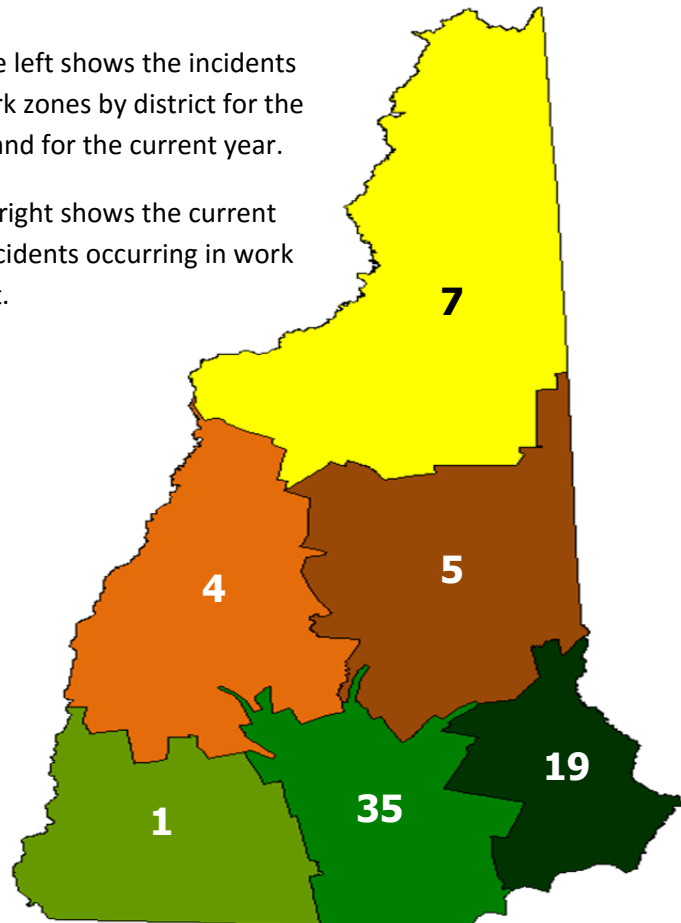 e left shows the incidents
rk zones by district for the
and for the current year.
right shows the current
cidents occurring in work
t.
7
5
4
19
35
1